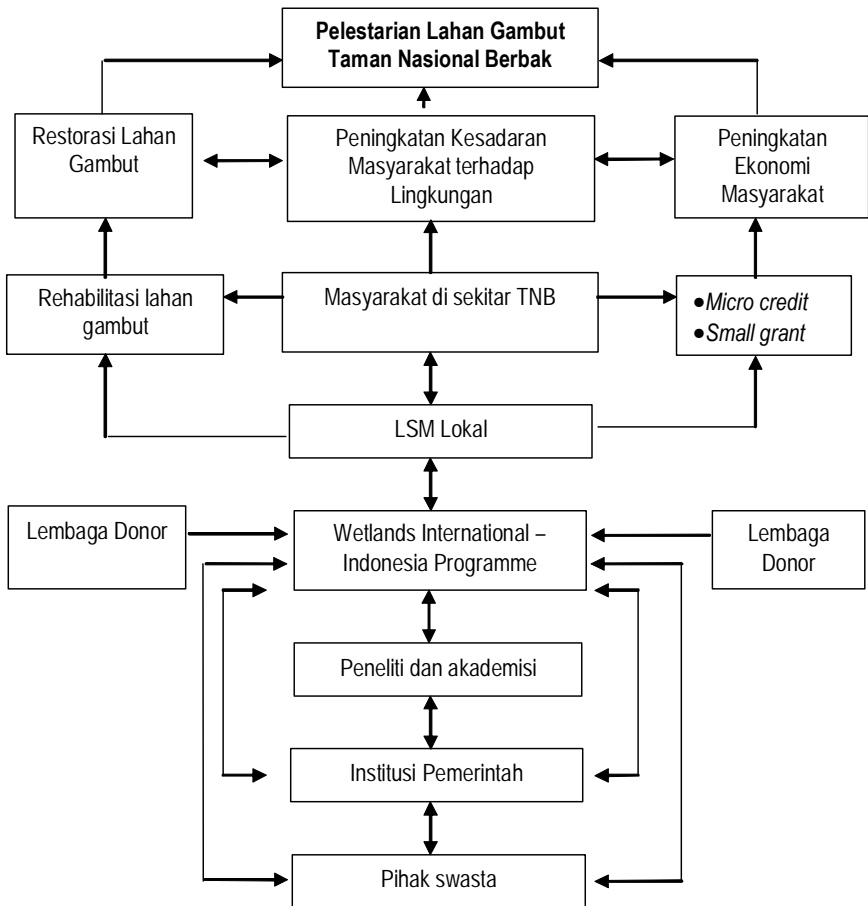 Pelestarian Lahan Gambut
Taman Nasional Berbak
Restorasi Lahan
Gambut
Peningkatan Kesadaran
Masyarakat terhadap
Lingkungan
Peningkatan
Ekonomi
Masyarakat
Rehabilitasi lahan
gambut
Masyarakat di sekitar TNB
•Micro credit
•Small grant
LSM Lokal
Lembaga Donor
Wetlands International –
Indonesia Programme
Lembaga
Donor
Peneliti dan akademisi
Institusi Pemerintah
Pihak swasta